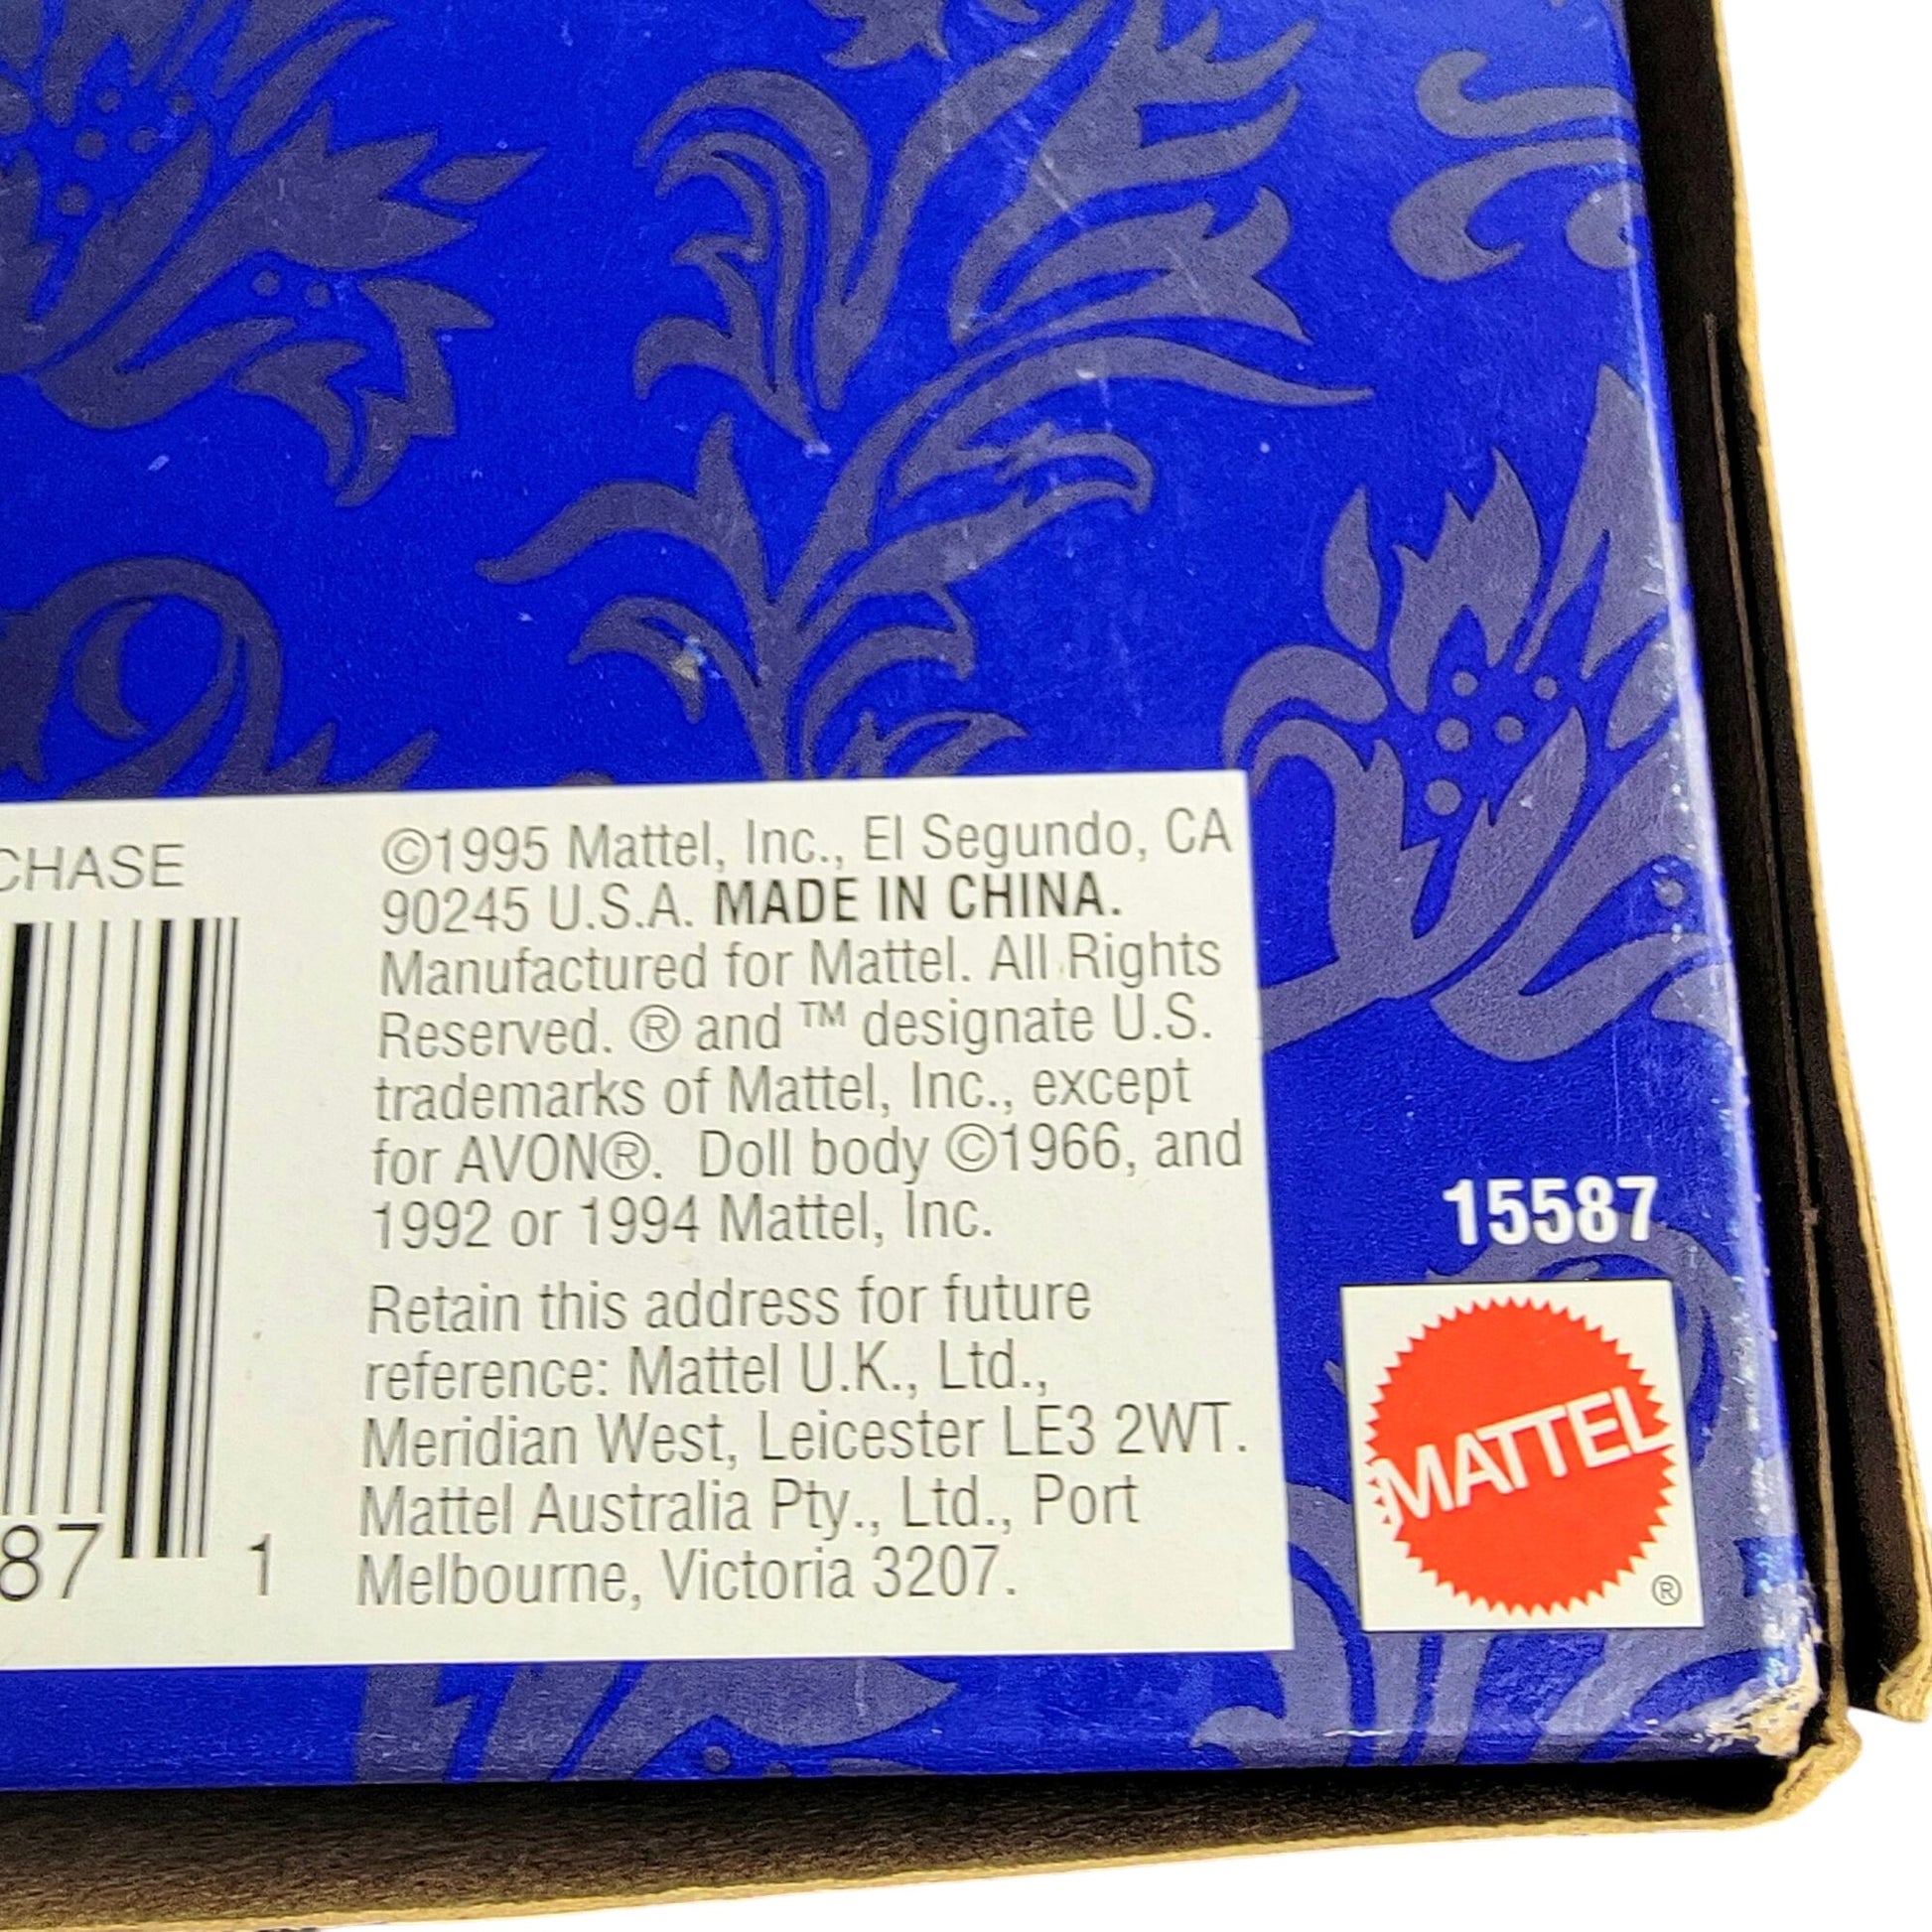 CHASE
87 1
©1995 Mattel, Inc., El Segundo, CA
90245 U.S.A. MADE IN CHINA.
Manufactured for Mattel. All Rights
Reserved. ® and ™ designate U.S.
trademarks of Mattel, Inc., except
for AVON®. Doll body ©1966, and
1992 or 1994 Mattel, Inc.
Retain this address for future
reference: Mattel U.K., Ltd.,
Meridian West, Leicester LE3 2WT.
Mattel Australia Pty., Ltd., Port
Melbourne, Victoria 3207.
15587
MATTEL
®